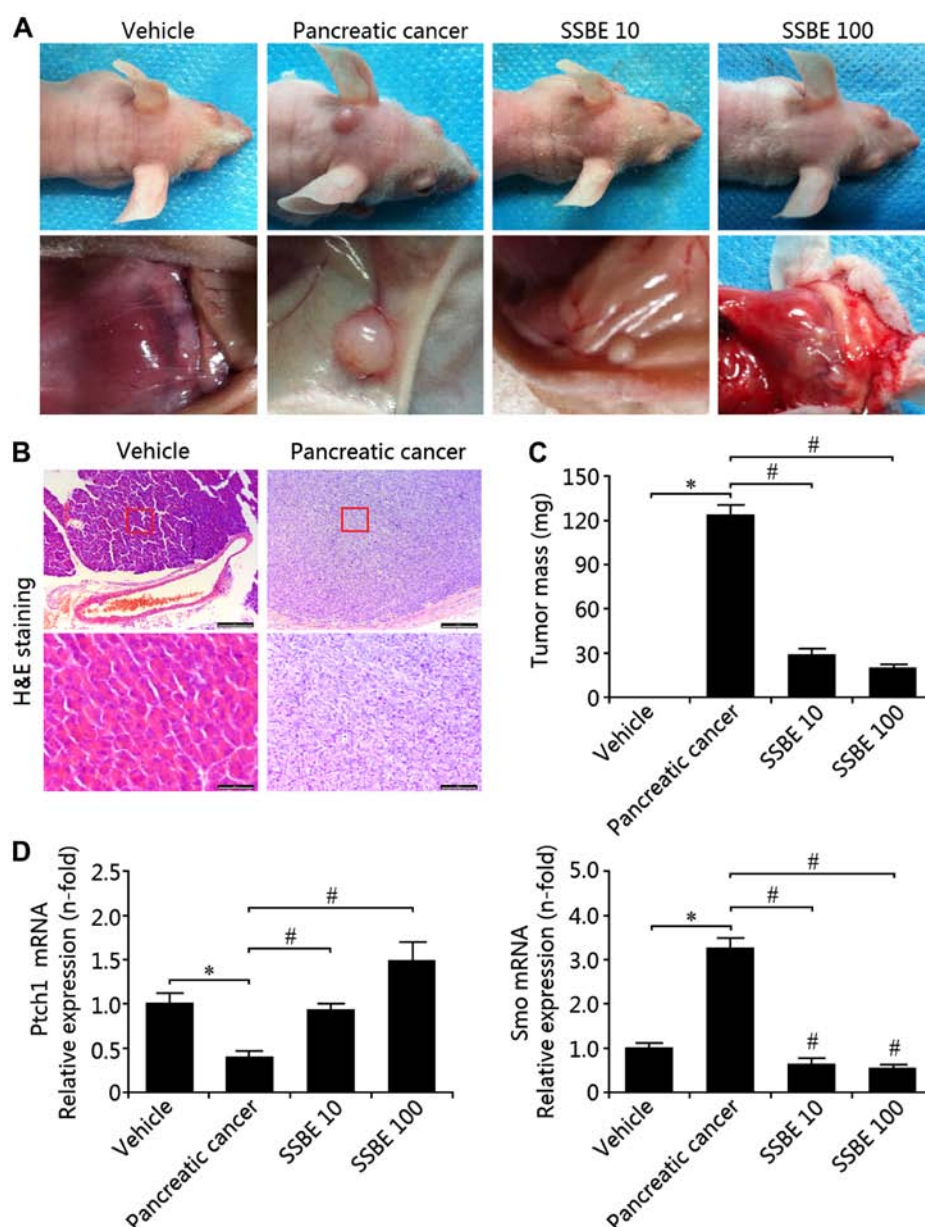 A
Vehicle
Pancreatic cancer
SSBE 10
SSBE 100
B
Vehicle
Pancreatic cancer
H&E staining
C
Tumor mass (mg)
150
120
90
60
30
0
*
#
#
Vehicle
Pancreatic cancer
SSBE 10
SSBE 100
D
Ptch1 mRNA
Relative expression (n-fold)
2.5
2.0
1.5
1.0
0.5
0
*
#
#
Vehicle
Pancreatic cancer
SSBE 10
SSBE 100
Smo mRNA
Relative expression (n-fold)
5.0
4.0
3.0
2.0
1.0
0
*
#
#
#
#
Vehicle
Pancreatic cancer
SSBE 10
SSBE 100